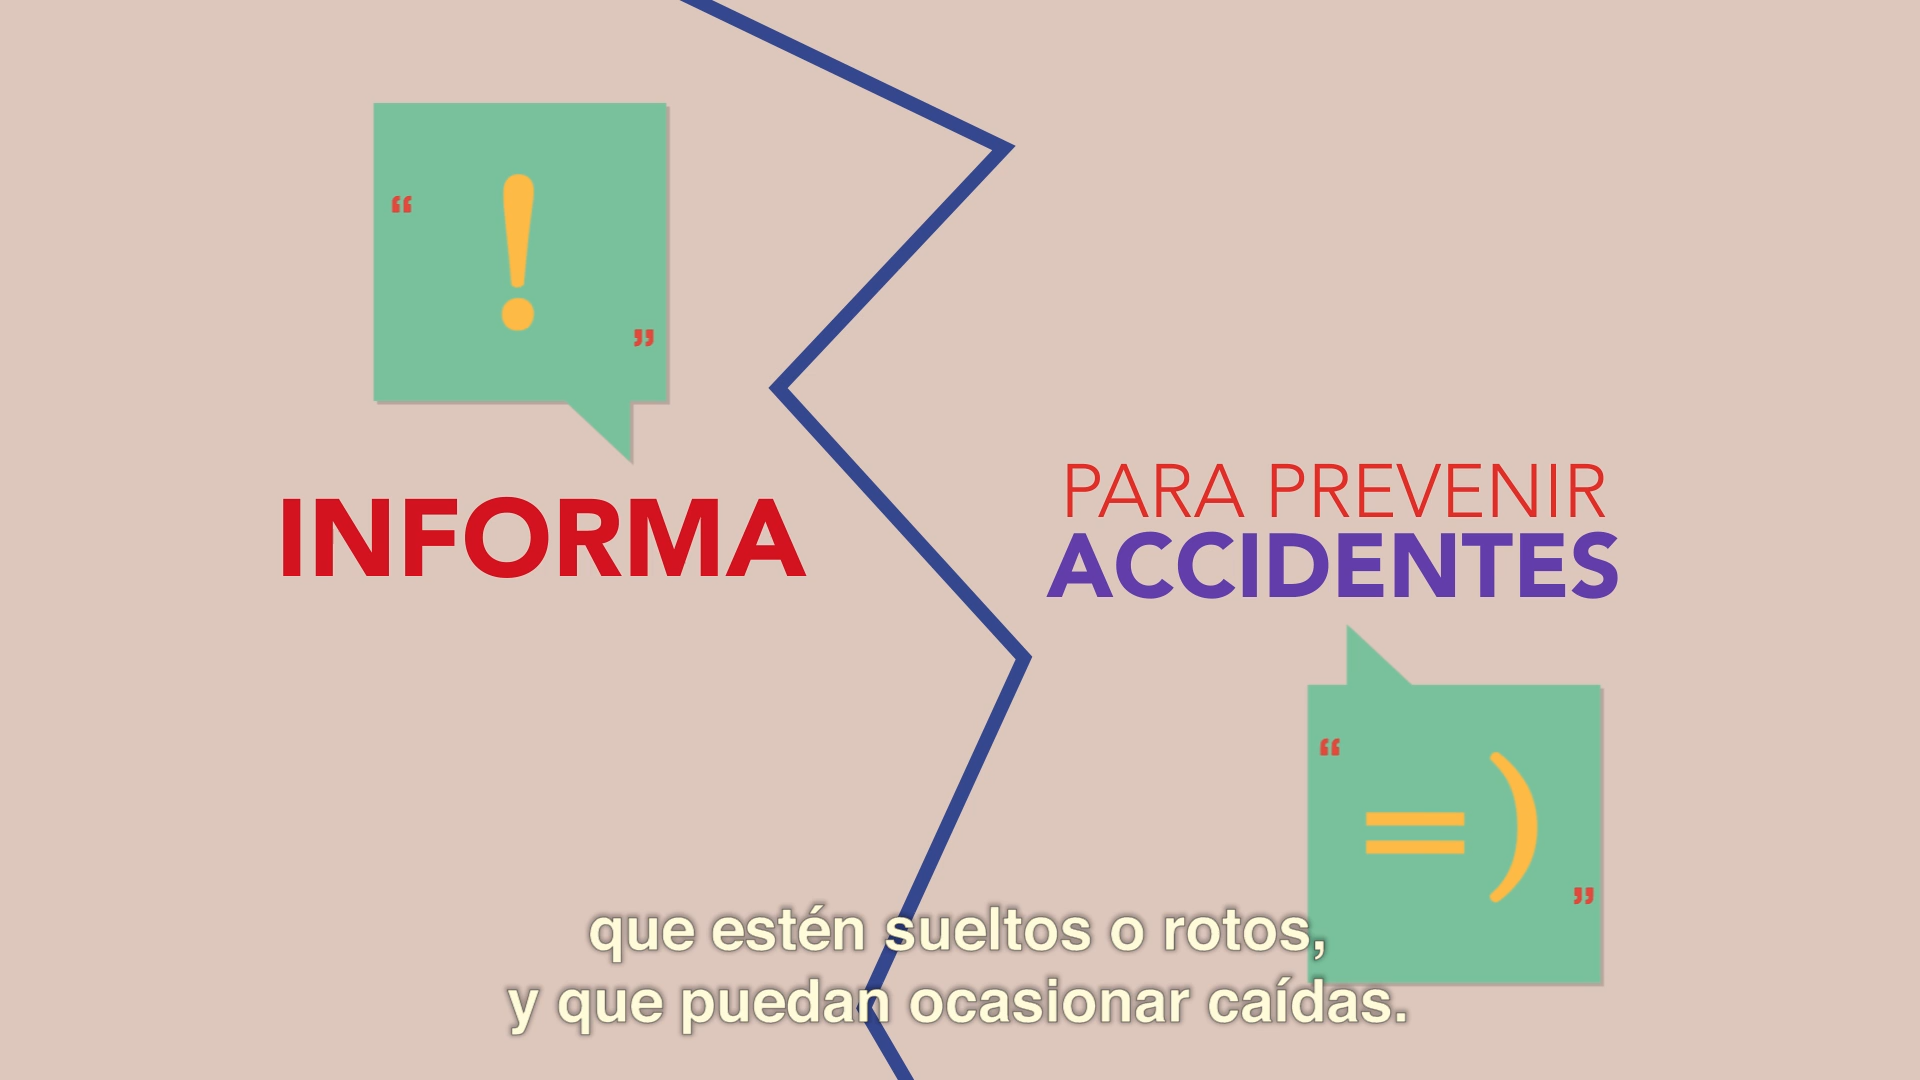 “ ! ”
INFORMA
PARA PREVENIR
ACCIDENTES
“ =) ”
que estén sueltos o rotos,
y que puedan ocasionar caídas.